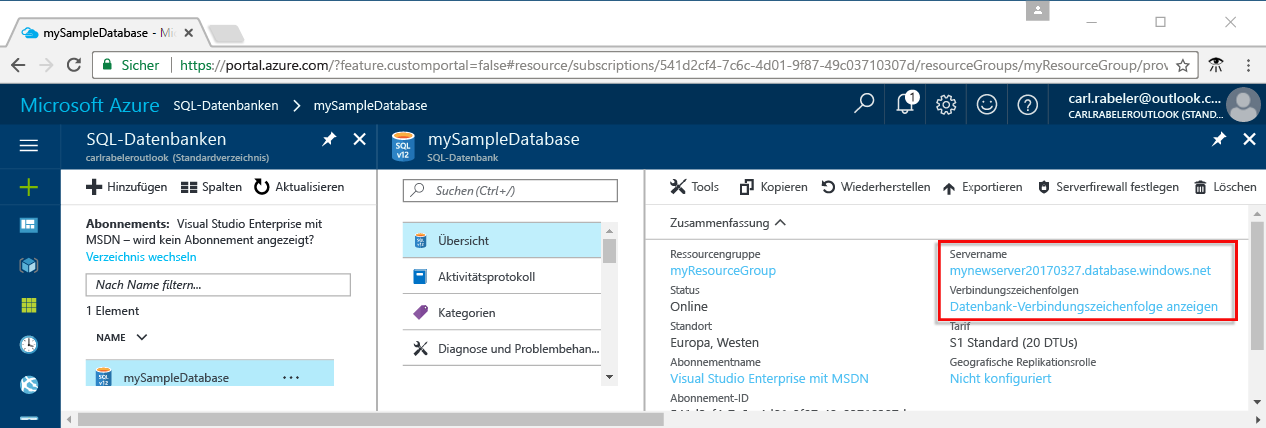 mySampleDatabase - Mi
Sicher https://portal.azure.com/?feature.customportal=false#resource/subscriptions/541d2cf4-7c6c-4d01-9f87-49c03710307d/resourceGroups/myResourceGroup/prov
Microsoft Azure SQL-Datenbanken > mySampleDatabase
1
carl.rabeler@outlook.c...
CARLRABELEROUTLOOK (STAND...
SQL-Datenbanken
carlrabeleroutlook (Standardverzeichnis)
Hinzufügen Spalten Aktualisieren
Abonnements: Visual Studio Enterprise mit
MSDN – wird kein Abonnement angezeigt?
Verzeichnis wechseln
Nach Name filtern...
1 Element
NAME
SQL v12 mySampleDatabase ...
SQL v12
mySampleDatabase
SQL-Datenbank
Suchen (Ctrl+/)
Übersicht
Aktivitätsprotokoll
Kategorien
Diagnose und Problembehan...
Tools Kopieren Wiederherstellen Exportieren Serverfirewall festlegen Löschen
Zusammenfassung
Ressourcengruppe
myResourceGroup
Status
Online
Standort
Europa, Westen
Abonnementname
Visual Studio Enterprise mit MSDN
Abonnement-ID
Servername
mynewserver20170327.database.windows.net
Verbindungszeichenfolgen
Datenbank-Verbindungszeichenfolge anzeigen
Tarif
S1 Standard (20 DTUs)
Geografische Replikationsrolle
Nicht konfiguriert